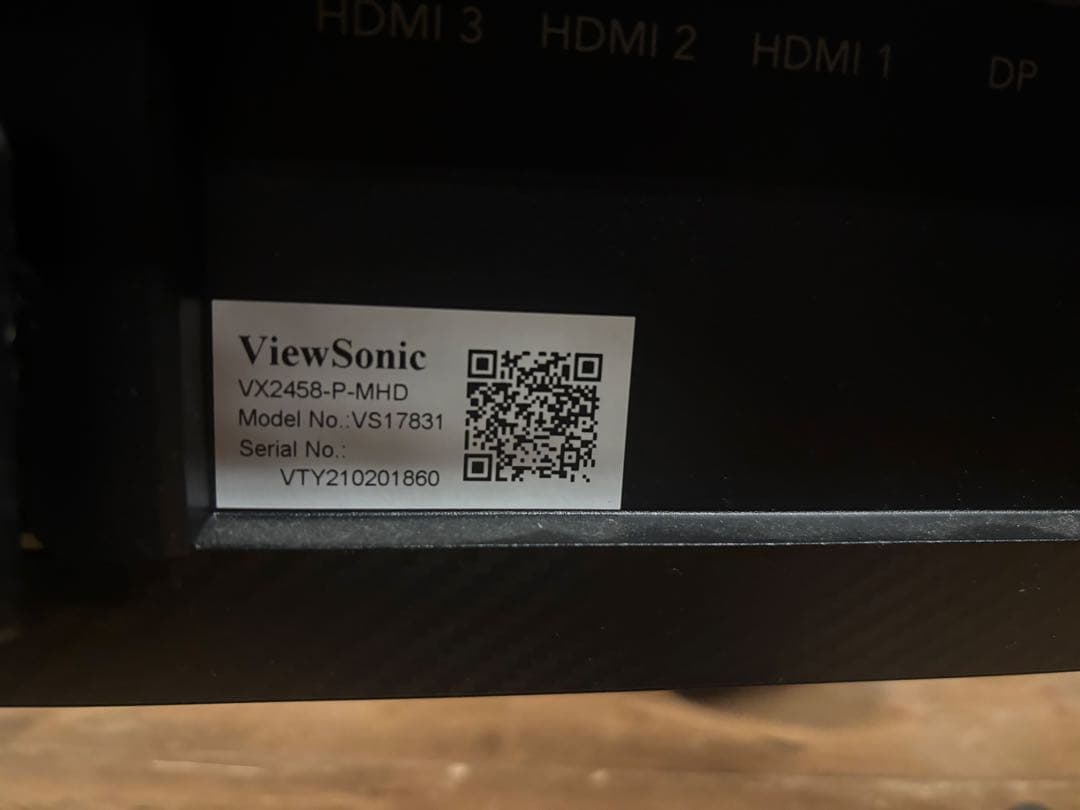 HDMI 3 HDMI 2 HDMI 1 DP
ViewSonic
VX2458-P-MHD
Model No.:VS17831
Serial No.:
VTY210201860